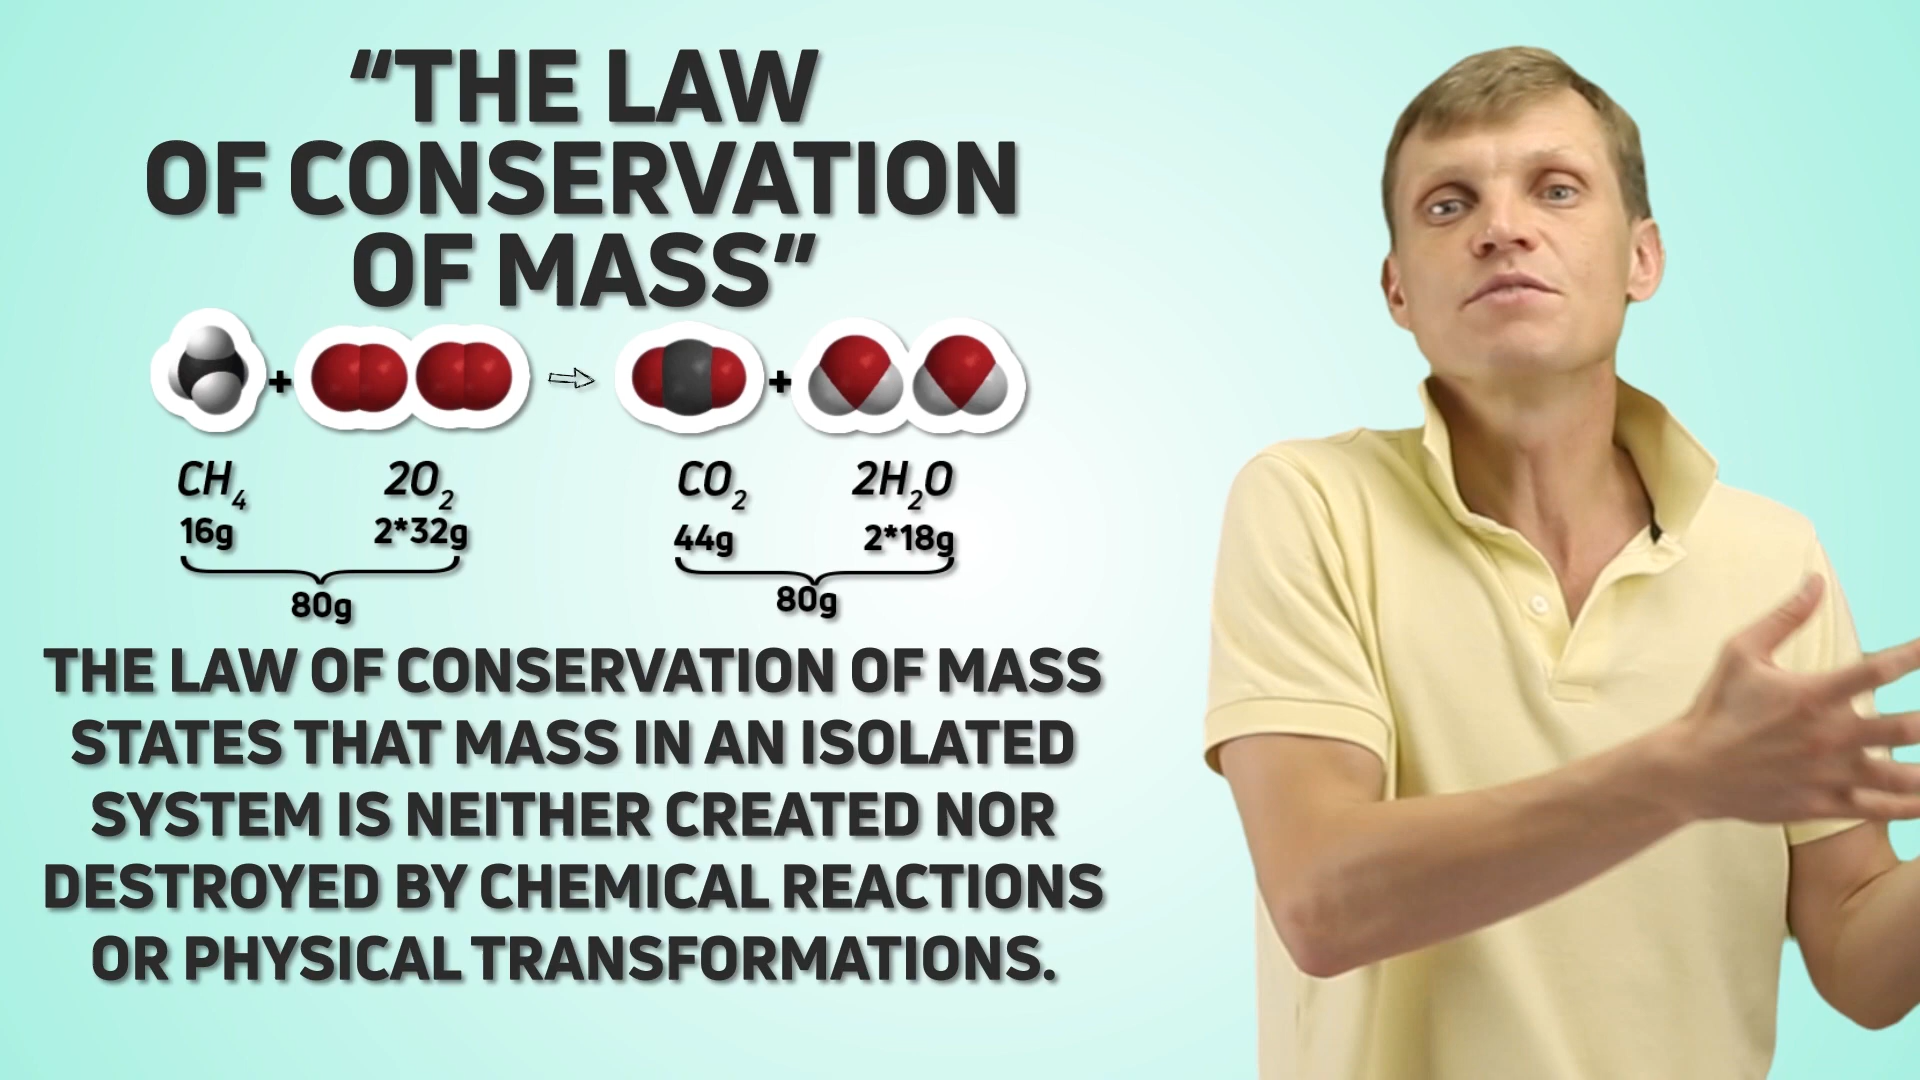 “THE LAW
OF CONSERVATION
OF MASS”
+ ⇨ +
CH₄ 2O₂ CO₂ 2H₂O
16g 2*32g 44g 2*18g
80g 80g
THE LAW OF CONSERVATION OF MASS
STATES THAT MASS IN AN ISOLATED
SYSTEM IS NEITHER CREATED NOR
DESTROYED BY CHEMICAL REACTIONS
OR PHYSICAL TRANSFORMATIONS.